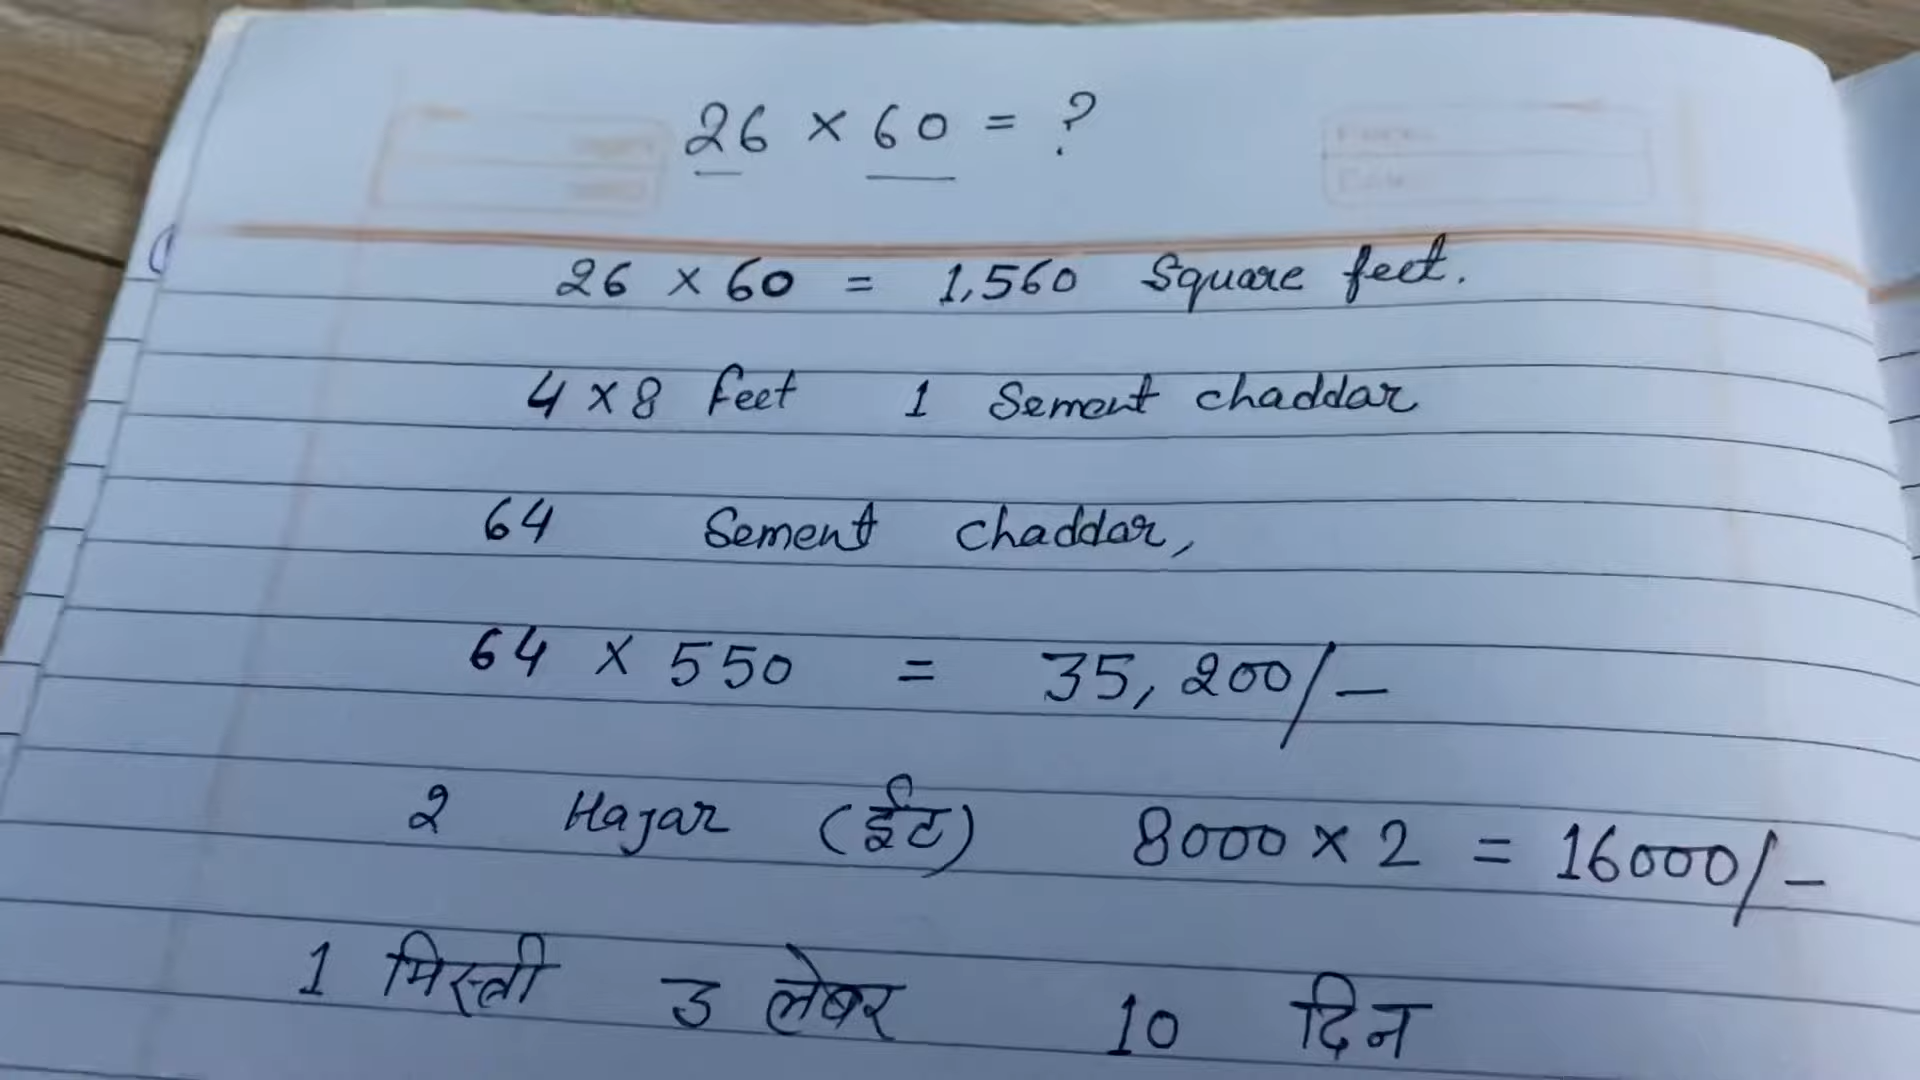 26 × 60 = ?
26 × 60 = 1,560 Square feet.
4 × 8 feet 1 Sement chaddar
64 Sement chaddar,
64 × 550 = 35,200/-
2 Hajar (ईंट) 8000 × 2 = 16000/-
1 मिस्त्री 3 लेबर 10 दिन